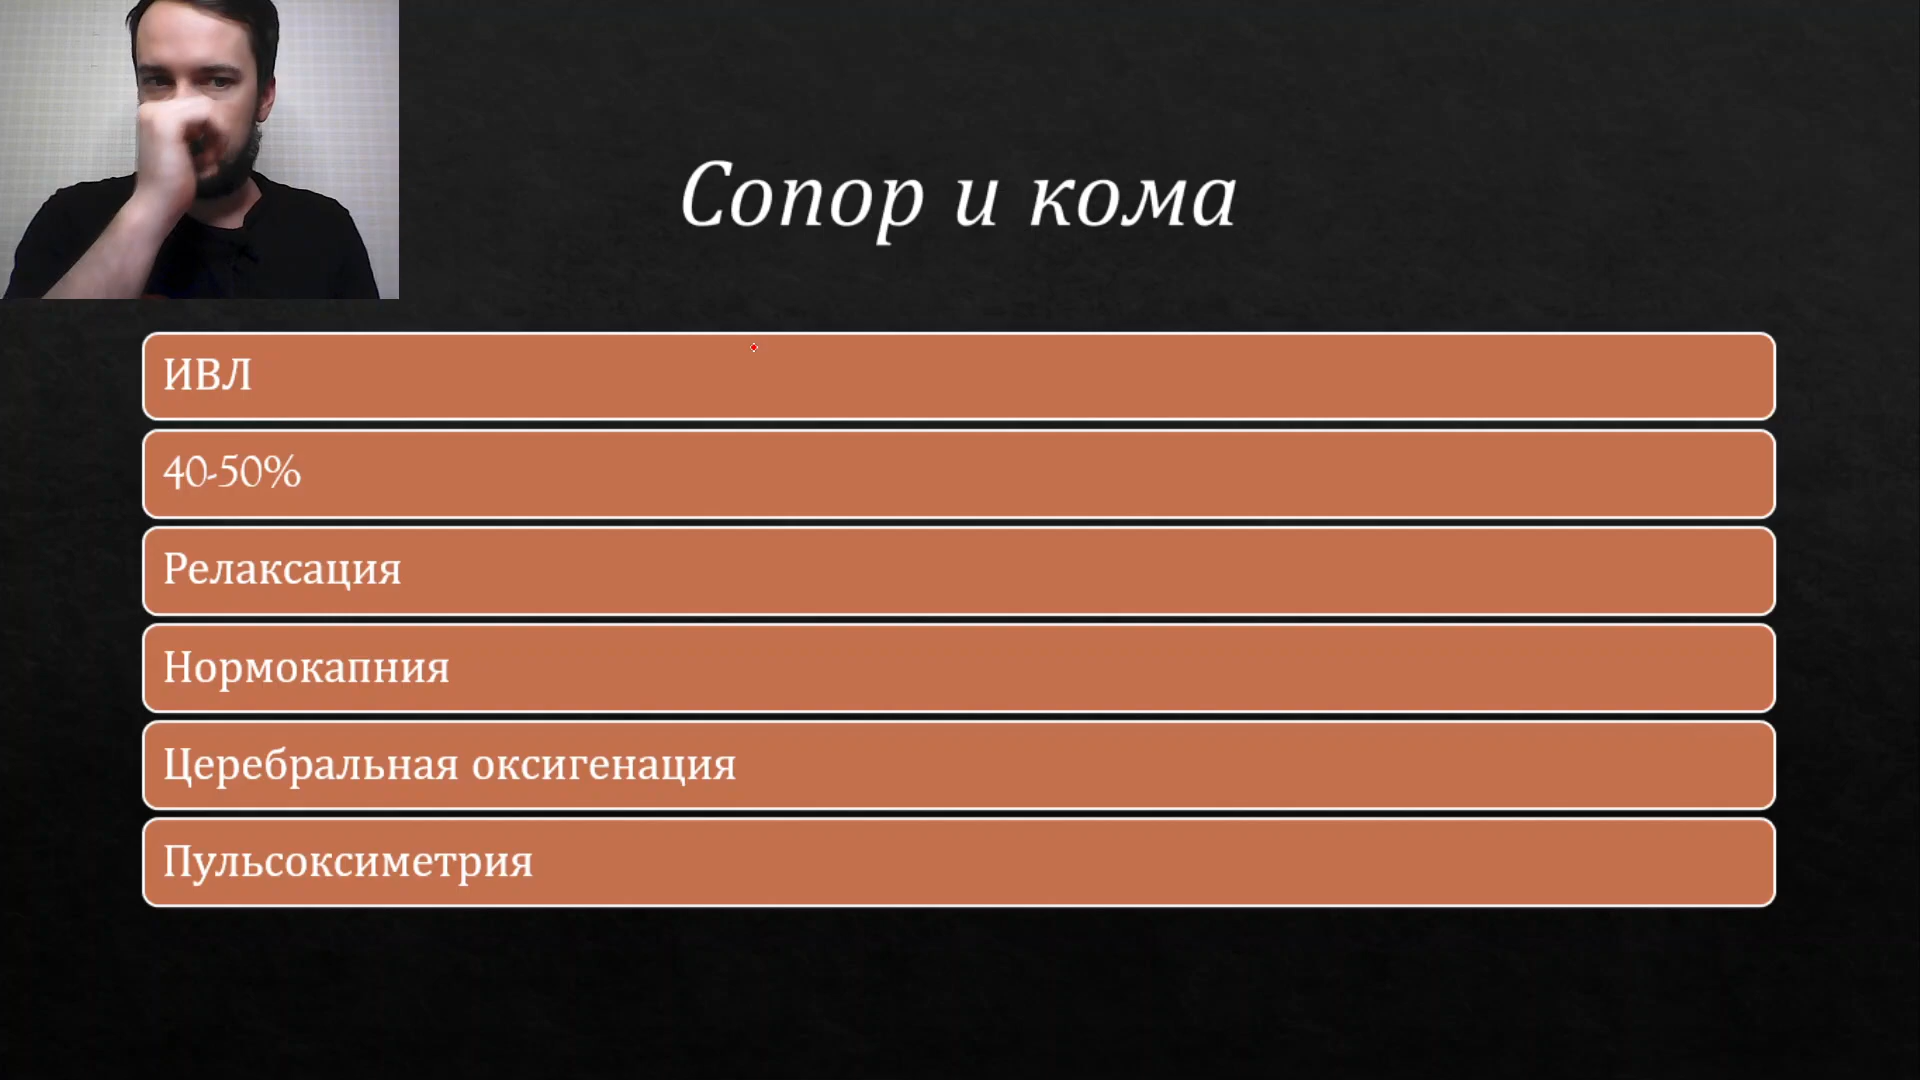 Сопор и кома
ИВЛ
40-50%
Релаксация
Нормокапния
Церебральная оксигенация
Пульсоксиметрия